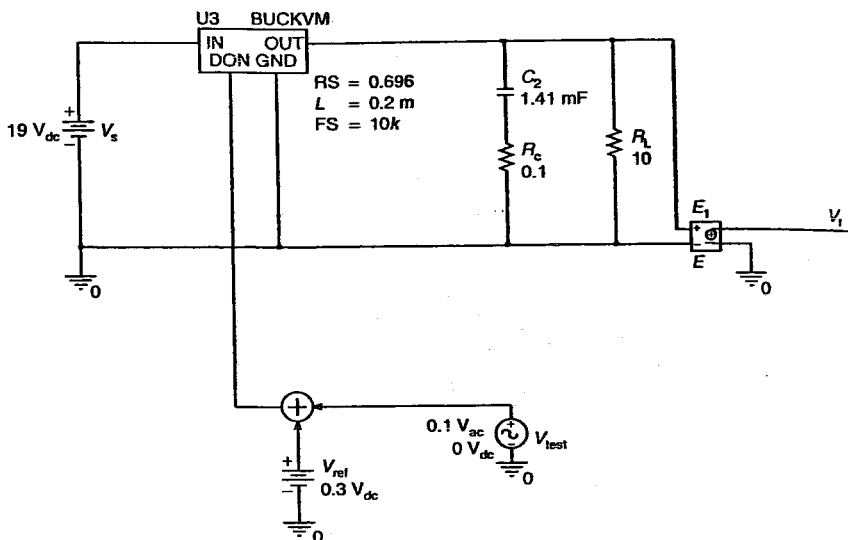 U3 BUCKVM
IN OUT
DON GND
RS = 0.696
L = 0.2 m
FS = 10k
C2
1.41 mF
Rc
0.1
RL
10
19 Vdc
Vs
0
E1
E
Vf
0
0.1 Vac
0 Vdc
Vtest
0
Vref
0.3 Vdc
0